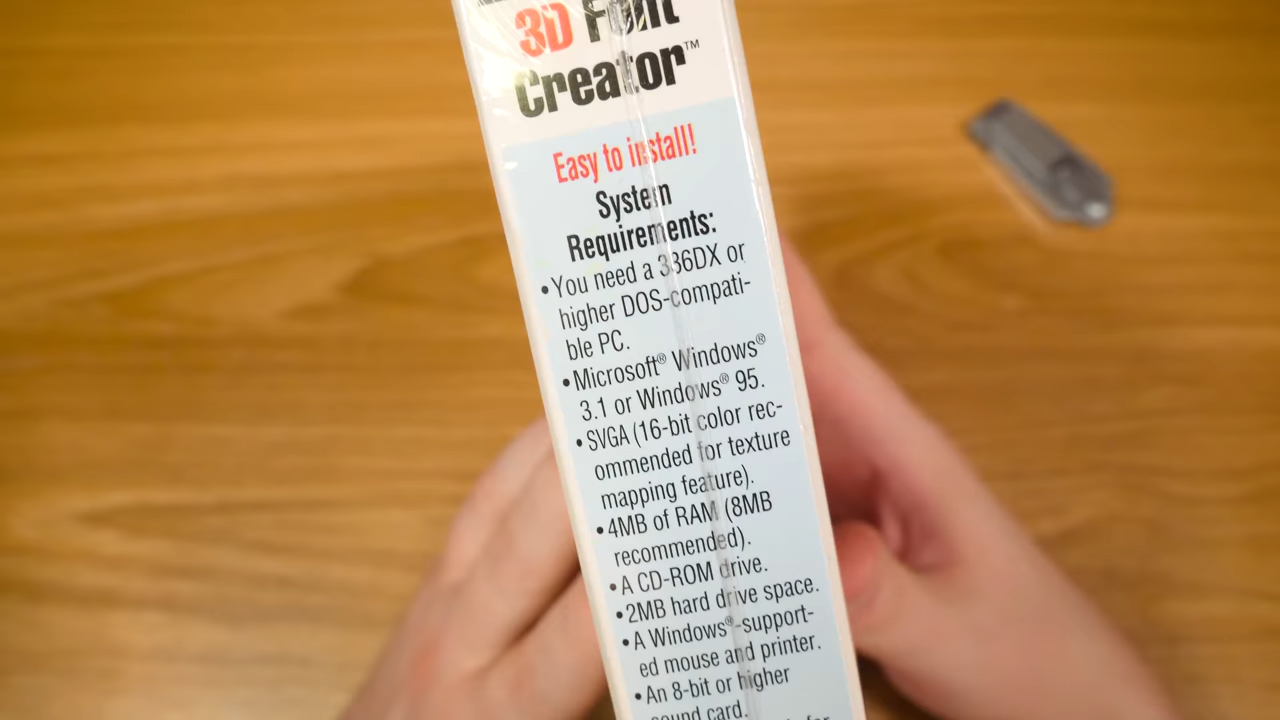 3D Font
Creator™
Easy to install!
System
Requirements:
•You need a 386DX or
higher DOS-compati-
ble PC.
•Microsoft® Windows®
3.1 or Windows® 95.
•SVGA (16-bit color rec-
ommended for texture
mapping feature).
•4MB of RAM (8MB
recommended).
•A CD-ROM drive.
•2MB hard drive space.
•A Windows®-support-
ed mouse and printer.
•An 8-bit or higher
sound card.